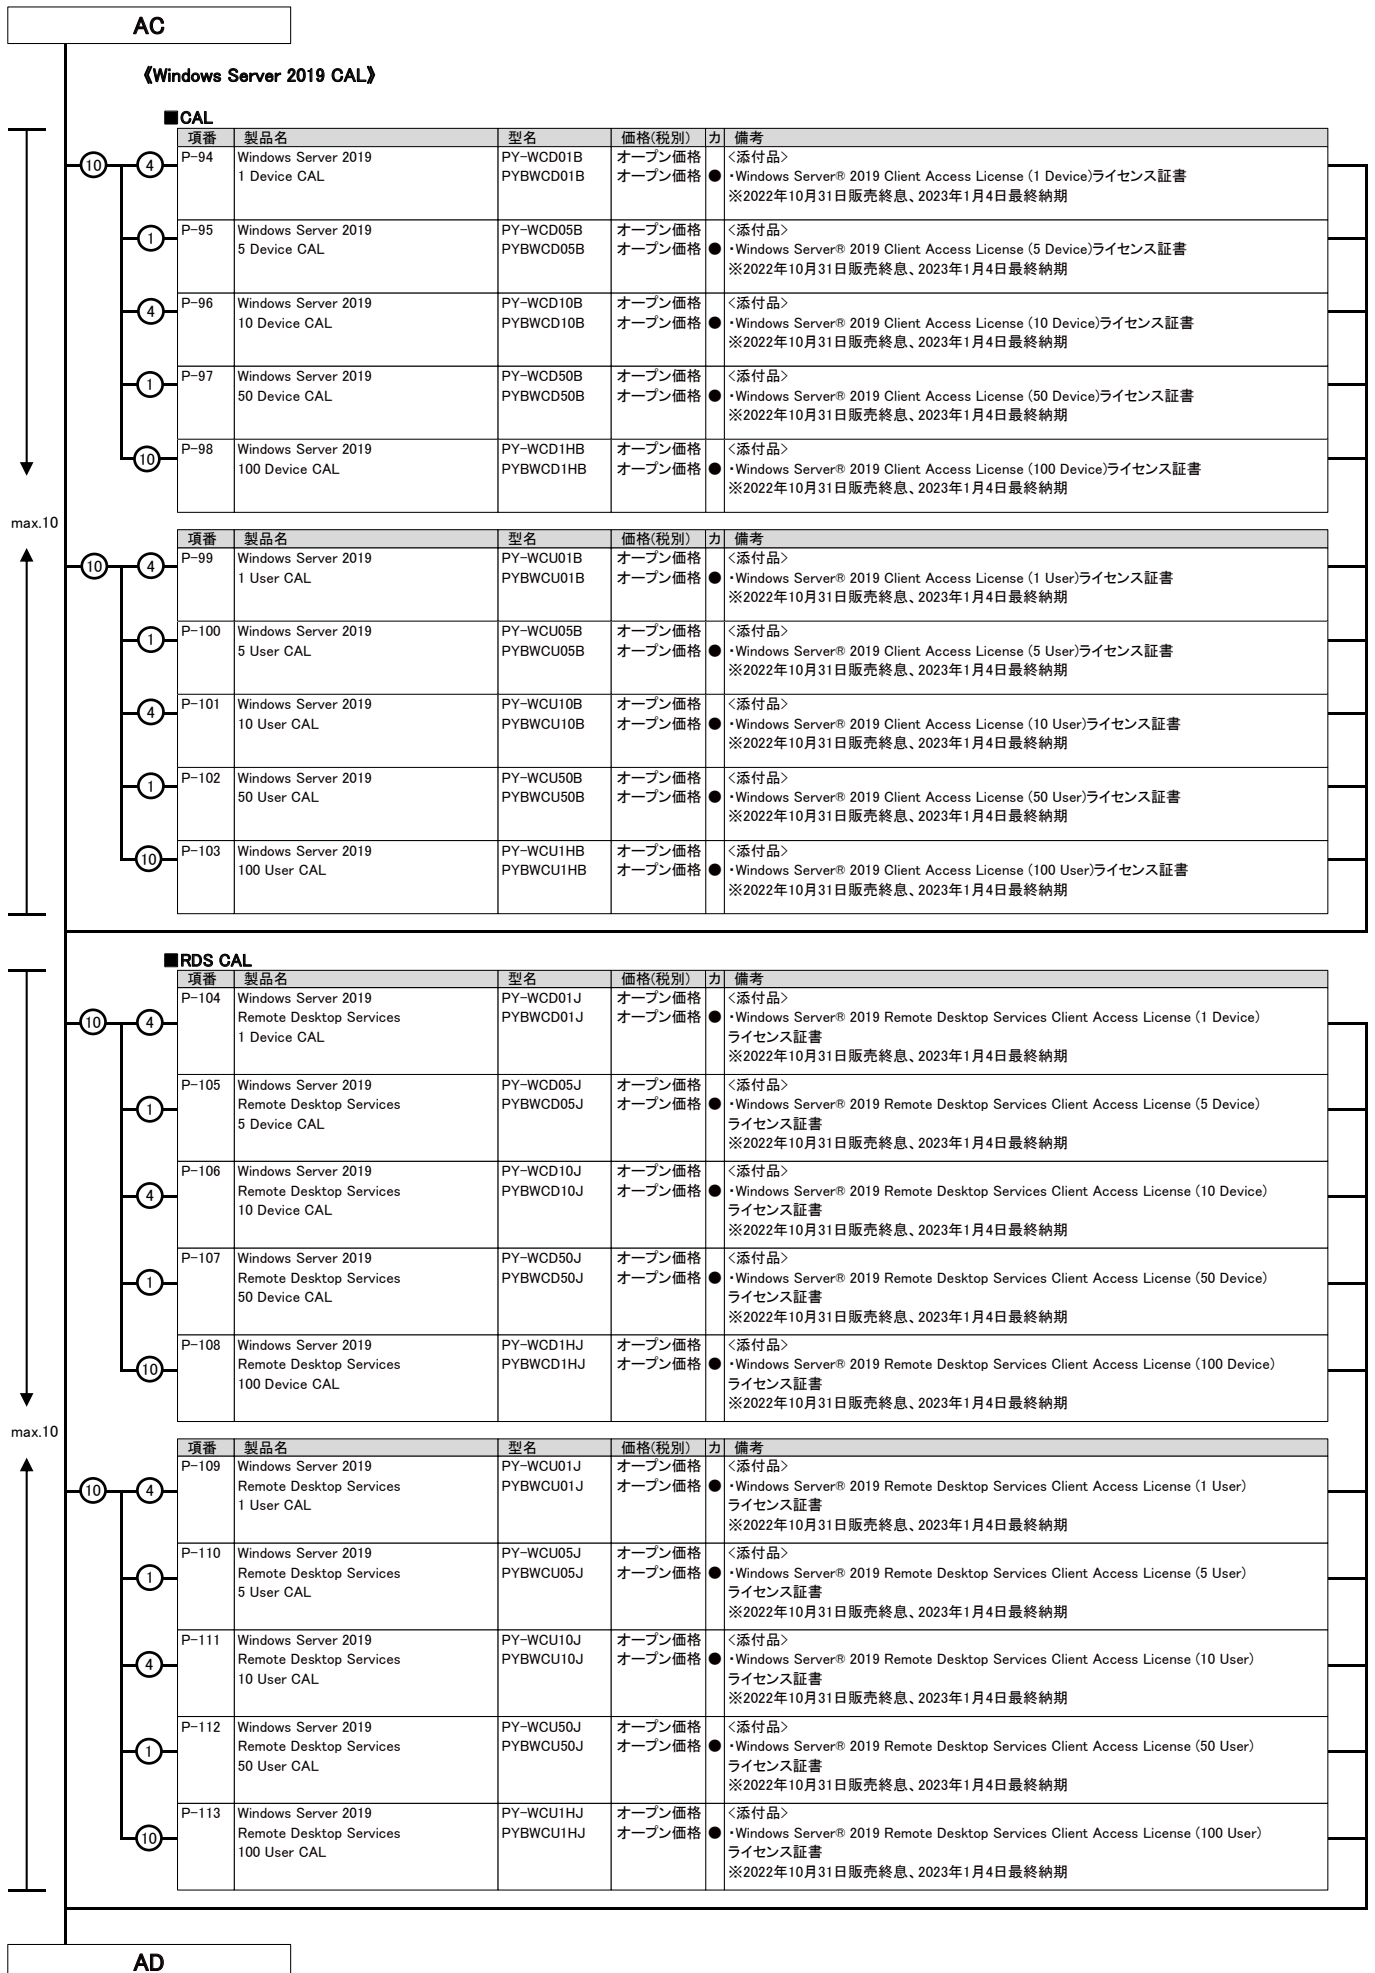 AC
《Windows Server 2019 CAL》
■CAL
項番 製品名 型名 価格(税別) カ 備考
10 4 P-94 Windows Server 2019 PY-WCD01B オープン価格 <添付品>
1 Device CAL PYBWCD01B オープン価格 ● ・Windows Server® 2019 Client Access License (1 Device)ライセンス証書
※2022年10月31日販売終息、2023年1月4日最終納期
1 P-95 Windows Server 2019 PY-WCD05B オープン価格 <添付品>
5 Device CAL PYBWCD05B オープン価格 ● ・Windows Server® 2019 Client Access License (5 Device)ライセンス証書
※2022年10月31日販売終息、2023年1月4日最終納期
4 P-96 Windows Server 2019 PY-WCD10B オープン価格 <添付品>
10 Device CAL PYBWCD10B オープン価格 ● ・Windows Server® 2019 Client Access License (10 Device)ライセンス証書
※2022年10月31日販売終息、2023年1月4日最終納期
1 P-97 Windows Server 2019 PY-WCD50B オープン価格 <添付品>
50 Device CAL PYBWCD50B オープン価格 ● ・Windows Server® 2019 Client Access License (50 Device)ライセンス証書
※2022年10月31日販売終息、2023年1月4日最終納期
10 P-98 Windows Server 2019 PY-WCD1HB オープン価格 <添付品>
100 Device CAL PYBWCD1HB オープン価格 ● ・Windows Server® 2019 Client Access License (100 Device)ライセンス証書
※2022年10月31日販売終息、2023年1月4日最終納期
max.10
項番 製品名 型名 価格(税別) カ 備考
10 4 P-99 Windows Server 2019 PY-WCU01B オープン価格 <添付品>
1 User CAL PYBWCU01B オープン価格 ● ・Windows Server® 2019 Client Access License (1 User)ライセンス証書
※2022年10月31日販売終息、2023年1月4日最終納期
1 P-100 Windows Server 2019 PY-WCU05B オープン価格 <添付品>
5 User CAL PYBWCU05B オープン価格 ● ・Windows Server® 2019 Client Access License (5 User)ライセンス証書
※2022年10月31日販売終息、2023年1月4日最終納期
4 P-101 Windows Server 2019 PY-WCU10B オープン価格 <添付品>
10 User CAL PYBWCU10B オープン価格 ● ・Windows Server® 2019 Client Access License (10 User)ライセンス証書
※2022年10月31日販売終息、2023年1月4日最終納期
1 P-102 Windows Server 2019 PY-WCU50B オープン価格 <添付品>
50 User CAL PYBWCU50B オープン価格 ● ・Windows Server® 2019 Client Access License (50 User)ライセンス証書
※2022年10月31日販売終息、2023年1月4日最終納期
10 P-103 Windows Server 2019 PY-WCU1HB オープン価格 <添付品>
100 User CAL PYBWCU1HB オープン価格 ● ・Windows Server® 2019 Client Access License (100 User)ライセンス証書
※2022年10月31日販売終息、2023年1月4日最終納期
■RDS CAL
項番 製品名 型名 価格(税別) カ 備考
P-104 Windows Server 2019 PY-WCD01J オープン価格 <添付品>
10 4 Remote Desktop Services PYBWCD01J オープン価格 ● ・Windows Server® 2019 Remote Desktop Services Client Access License (1 Device)
1 Device CAL ライセンス証書
※2022年10月31日販売終息、2023年1月4日最終納期
P-105 Windows Server 2019 PY-WCD05J オープン価格 <添付品>
1 Remote Desktop Services PYBWCD05J オープン価格 ● ・Windows Server® 2019 Remote Desktop Services Client Access License (5 Device)
5 Device CAL ライセンス証書
※2022年10月31日販売終息、2023年1月4日最終納期
P-106 Windows Server 2019 PY-WCD10J オープン価格 <添付品>
4 Remote Desktop Services PYBWCD10J オープン価格 ● ・Windows Server® 2019 Remote Desktop Services Client Access License (10 Device)
10 Device CAL ライセンス証書
※2022年10月31日販売終息、2023年1月4日最終納期
P-107 Windows Server 2019 PY-WCD50J オープン価格 <添付品>
1 Remote Desktop Services PYBWCD50J オープン価格 ● ・Windows Server® 2019 Remote Desktop Services Client Access License (50 Device)
50 Device CAL ライセンス証書
※2022年10月31日販売終息、2023年1月4日最終納期
P-108 Windows Server 2019 PY-WCD1HJ オープン価格 <添付品>
10 Remote Desktop Services PYBWCD1HJ オープン価格 ● ・Windows Server® 2019 Remote Desktop Services Client Access License (100 Device)
100 Device CAL ライセンス証書
※2022年10月31日販売終息、2023年1月4日最終納期
max.10
項番 製品名 型名 価格(税別) カ 備考
P-109 Windows Server 2019 PY-WCU01J オープン価格 <添付品>
10 4 Remote Desktop Services PYBWCU01J オープン価格 ● ・Windows Server® 2019 Remote Desktop Services Client Access License (1 User)
1 User CAL ライセンス証書
※2022年10月31日販売終息、2023年1月4日最終納期
P-110 Windows Server 2019 PY-WCU05J オープン価格 <添付品>
1 Remote Desktop Services PYBWCU05J オープン価格 ● ・Windows Server® 2019 Remote Desktop Services Client Access License (5 User)
5 User CAL ライセンス証書
※2022年10月31日販売終息、2023年1月4日最終納期
P-111 Windows Server 2019 PY-WCU10J オープン価格 <添付品>
4 Remote Desktop Services PYBWCU10J オープン価格 ● ・Windows Server® 2019 Remote Desktop Services Client Access License (10 User)
10 User CAL ライセンス証書
※2022年10月31日販売終息、2023年1月4日最終納期
P-112 Windows Server 2019 PY-WCU50J オープン価格 <添付品>
1 Remote Desktop Services PYBWCU50J オープン価格 ● ・Windows Server® 2019 Remote Desktop Services Client Access License (50 User)
50 User CAL ライセンス証書
※2022年10月31日販売終息、2023年1月4日最終納期
P-113 Windows Server 2019 PY-WCU1HJ オープン価格 <添付品>
10 Remote Desktop Services PYBWCU1HJ オープン価格 ● ・Windows Server® 2019 Remote Desktop Services Client Access License (100 User)
100 User CAL ライセンス証書
※2022年10月31日販売終息、2023年1月4日最終納期
AD